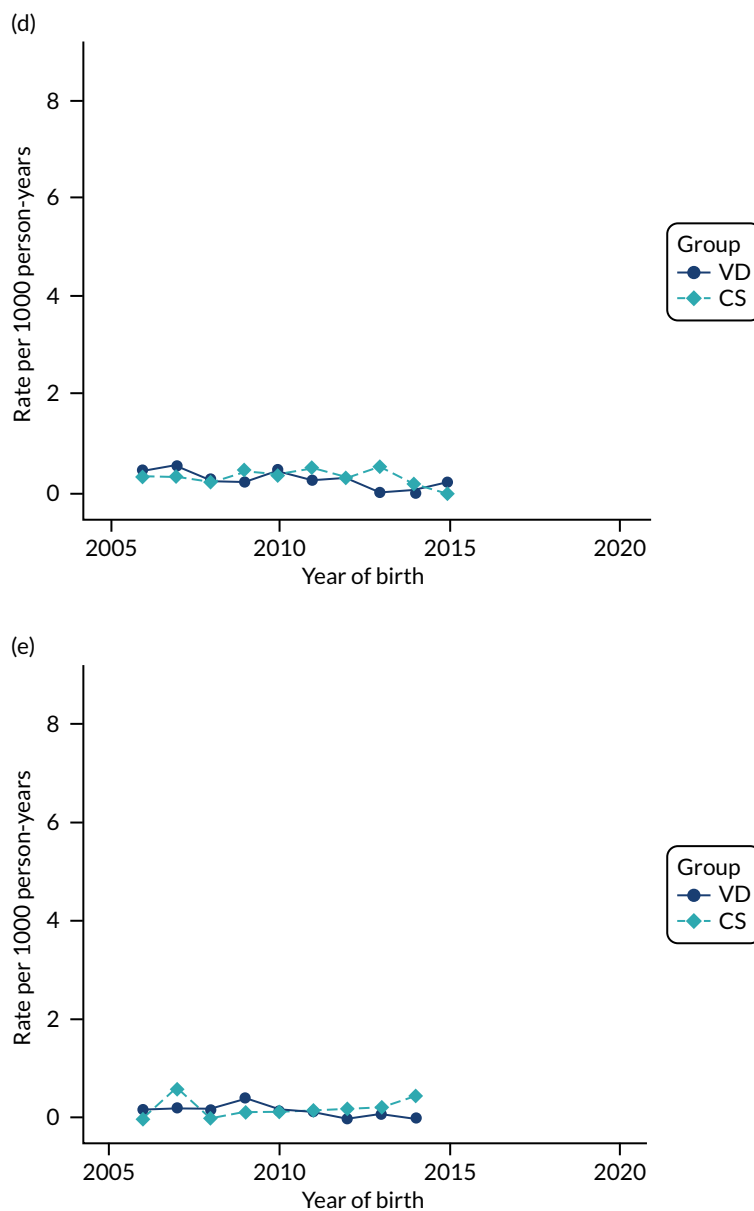 (d)
8
6
4
2
0
Rate per 1000 person-years
2005 2010 2015 2020
Year of birth
Group
VD
CS
(e)
8
6
4
2
0
Rate per 1000 person-years
2005 2010 2015 2020
Year of birth
Group
VD
CS